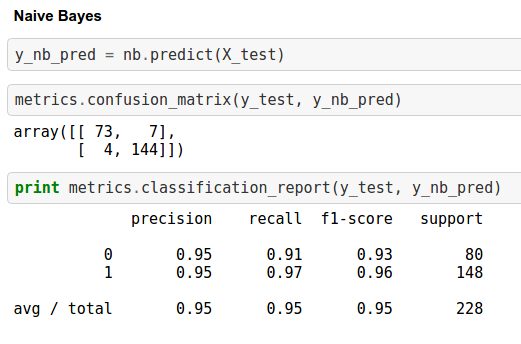 Naive Bayes
y_nb_pred = nb.predict(X_test)
metrics.confusion_matrix(y_test, y_nb_pred)
array([[ 73,   7],
       [  4, 144]])
print metrics.classification_report(y_test, y_nb_pred)
             precision    recall  f1-score   support
          0       0.95      0.91      0.93        80
          1       0.95      0.97      0.96       148
avg / total       0.95      0.95      0.95       228